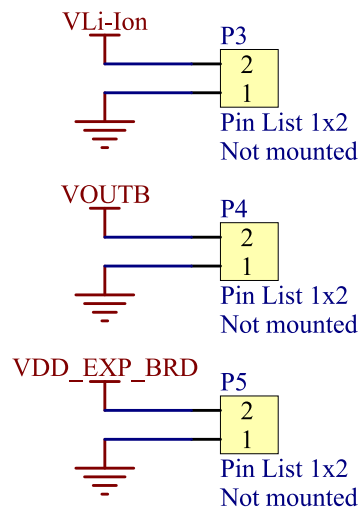 VLi-Ion
P3
2
1
Pin List 1x2
Not mounted
VOUTB
P4
2
1
Pin List 1x2
Not mounted
VDD_EXP_BRD
P5
2
1
Pin List 1x2
Not mounted